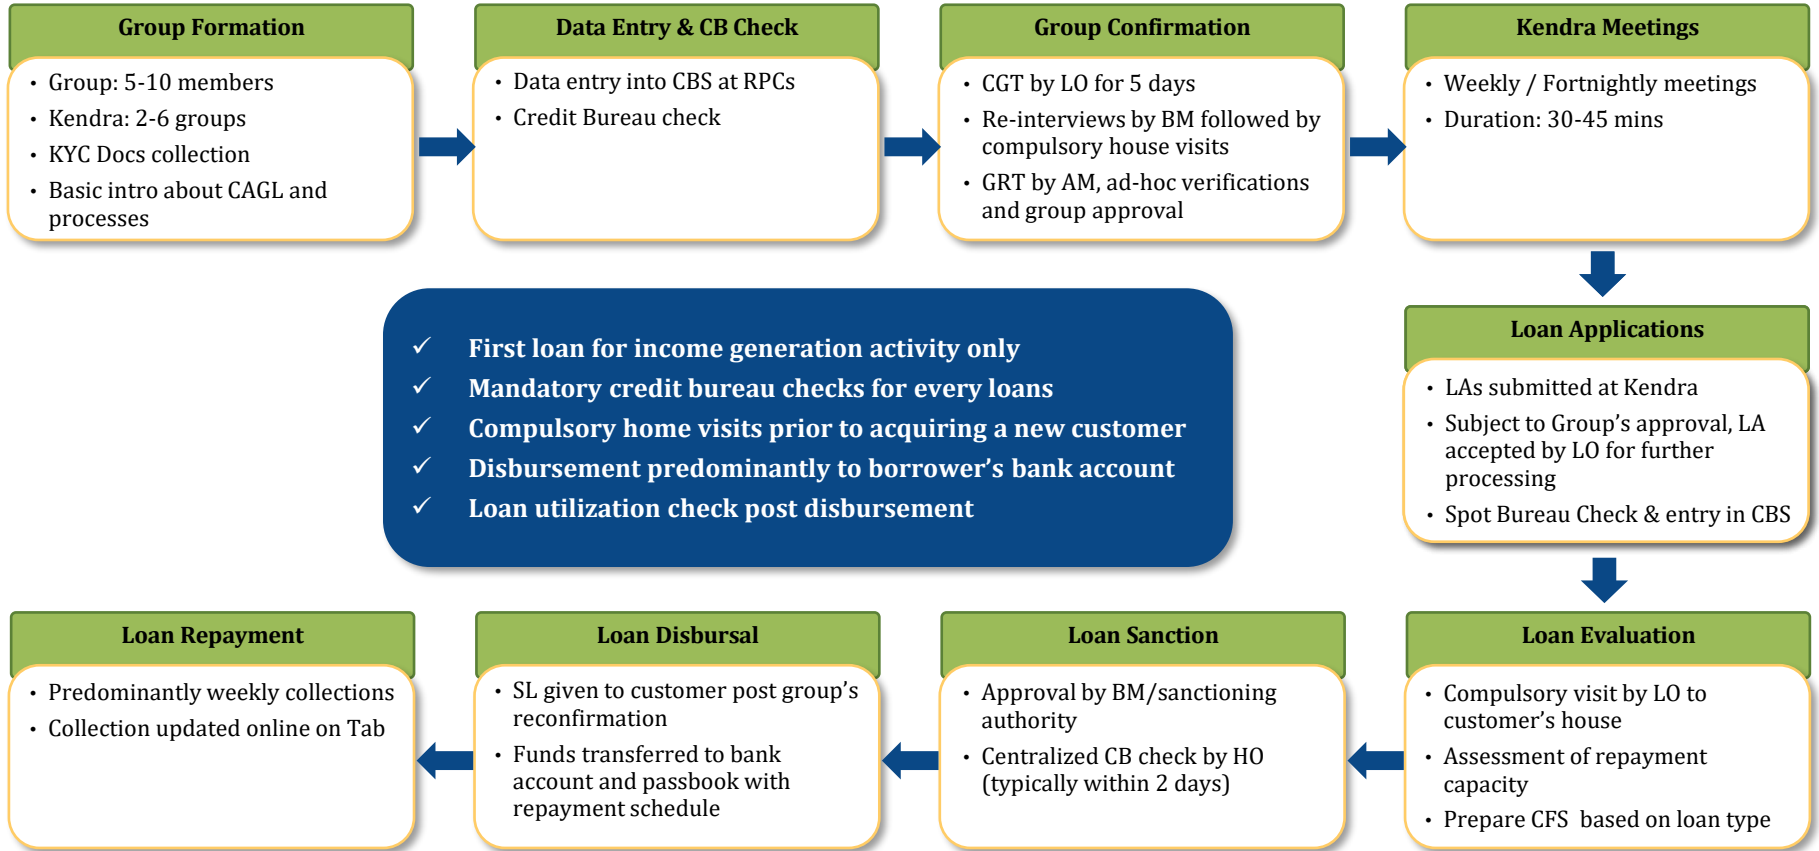 Group Formation
• Group: 5-10 members
• Kendra: 2-6 groups
• KYC Docs collection
• Basic intro about CAGL and
processes
Data Entry & CB Check
• Data entry into CBS at RPCs
• Credit Bureau check
Group Confirmation
• CGT by LO for 5 days
• Re-interviews by BM followed by
compulsory house visits
• GRT by AM, ad-hoc verifications
and group approval
Kendra Meetings
• Weekly / Fortnightly meetings
• Duration: 30-45 mins
✓ First loan for income generation activity only
✓ Mandatory credit bureau checks for every loans
✓ Compulsory home visits prior to acquiring a new customer
✓ Disbursement predominantly to borrower's bank account
✓ Loan utilization check post disbursement
Loan Applications
• LAs submitted at Kendra
• Subject to Group's approval, LA
accepted by LO for further
processing
• Spot Bureau Check & entry in CBS
Loan Evaluation
• Compulsory visit by LO to
customer's house
• Assessment of repayment
capacity
• Prepare CFS based on loan type
Loan Sanction
• Approval by BM/sanctioning
authority
• Centralized CB check by HO
(typically within 2 days)
Loan Disbursal
• SL given to customer post group's
reconfirmation
• Funds transferred to bank
account and passbook with
repayment schedule
Loan Repayment
• Predominantly weekly collections
• Collection updated online on Tab